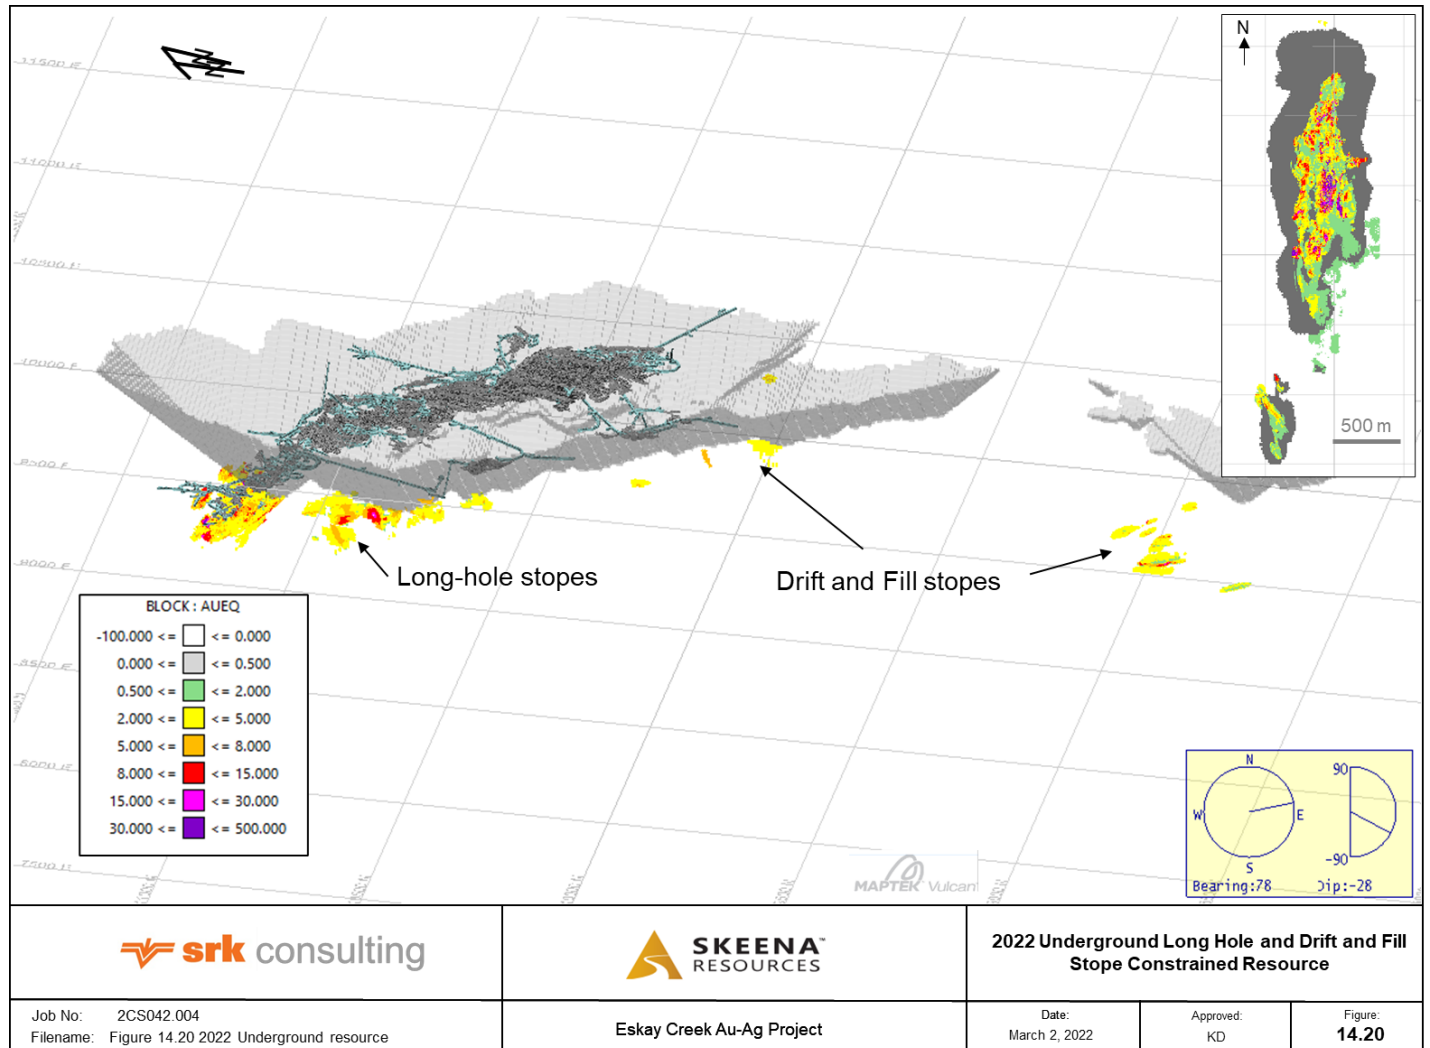 N
N
500 m
Long-hole stopes
Drift and Fill stopes
BLOCK : AUEQ
-100.000 <= <= 0.000
0.000 <= <= 0.500
0.500 <= <= 2.000
2.000 <= <= 5.000
5.000 <= <= 8.000
8.000 <= <= 15.000
15.000 <= <= 30.000
30.000 <= <= 500.000
N
W E
S
90
-90
Bearing:78 Dip:-28
MAPTEK Vulcan
srk consulting
SKEENA™
RESOURCES
2022 Underground Long Hole and Drift and Fill
Stope Constrained Resource
Job No: 2CS042.004
Filename: Figure 14.20 2022 Underground resource
Eskay Creek Au-Ag Project
Date:
March 2, 2022
Approved:
KD
Figure:
14.20